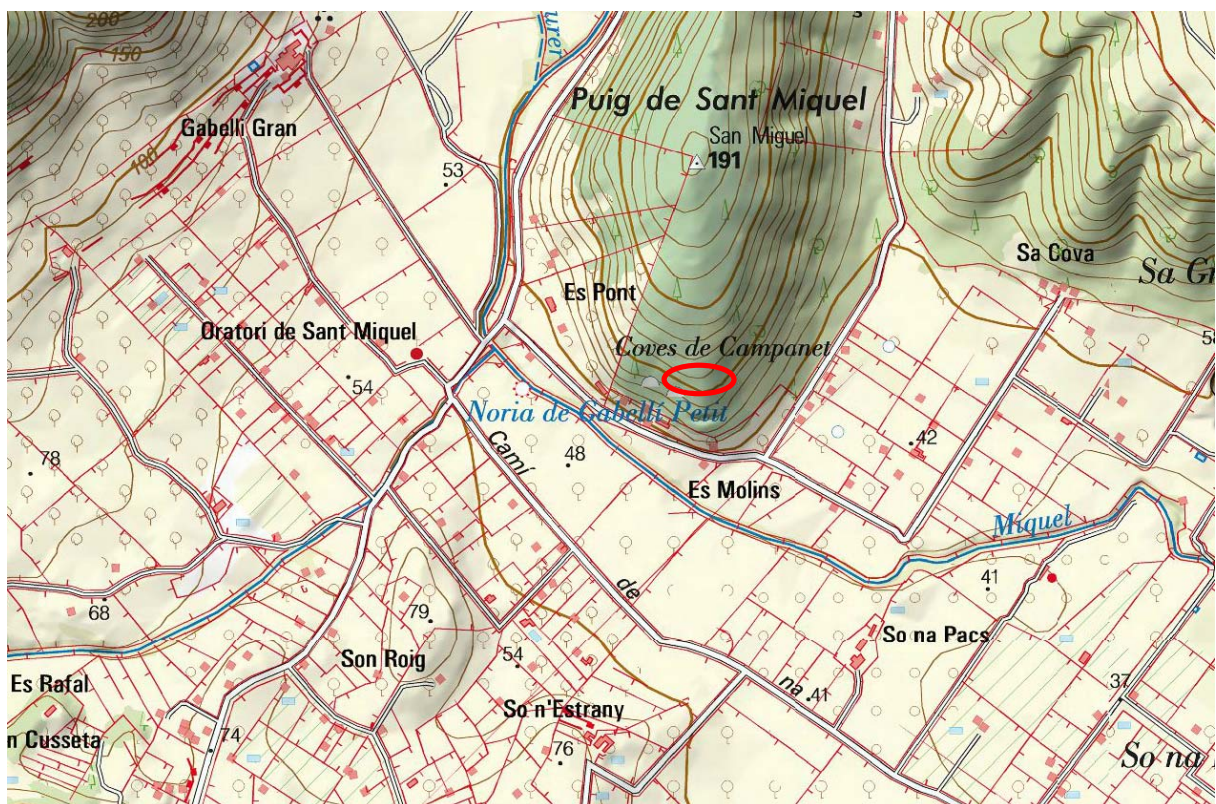 200
150
100
Gabelli Gran
53
Puig de Sant Miquel
San Miguel
191
Sa Cova
Es Pont
Oratori de Sant Miquel
Coves de Campanet
54
Noria de Gabellí Petit
Camí
de
na
48
42
78
Es Molins
Miquel
68
79
41
Son Roig
54
So na Pacs
Es Rafal
So n'Estrany
41
37
n Cusseta
74
76
So na